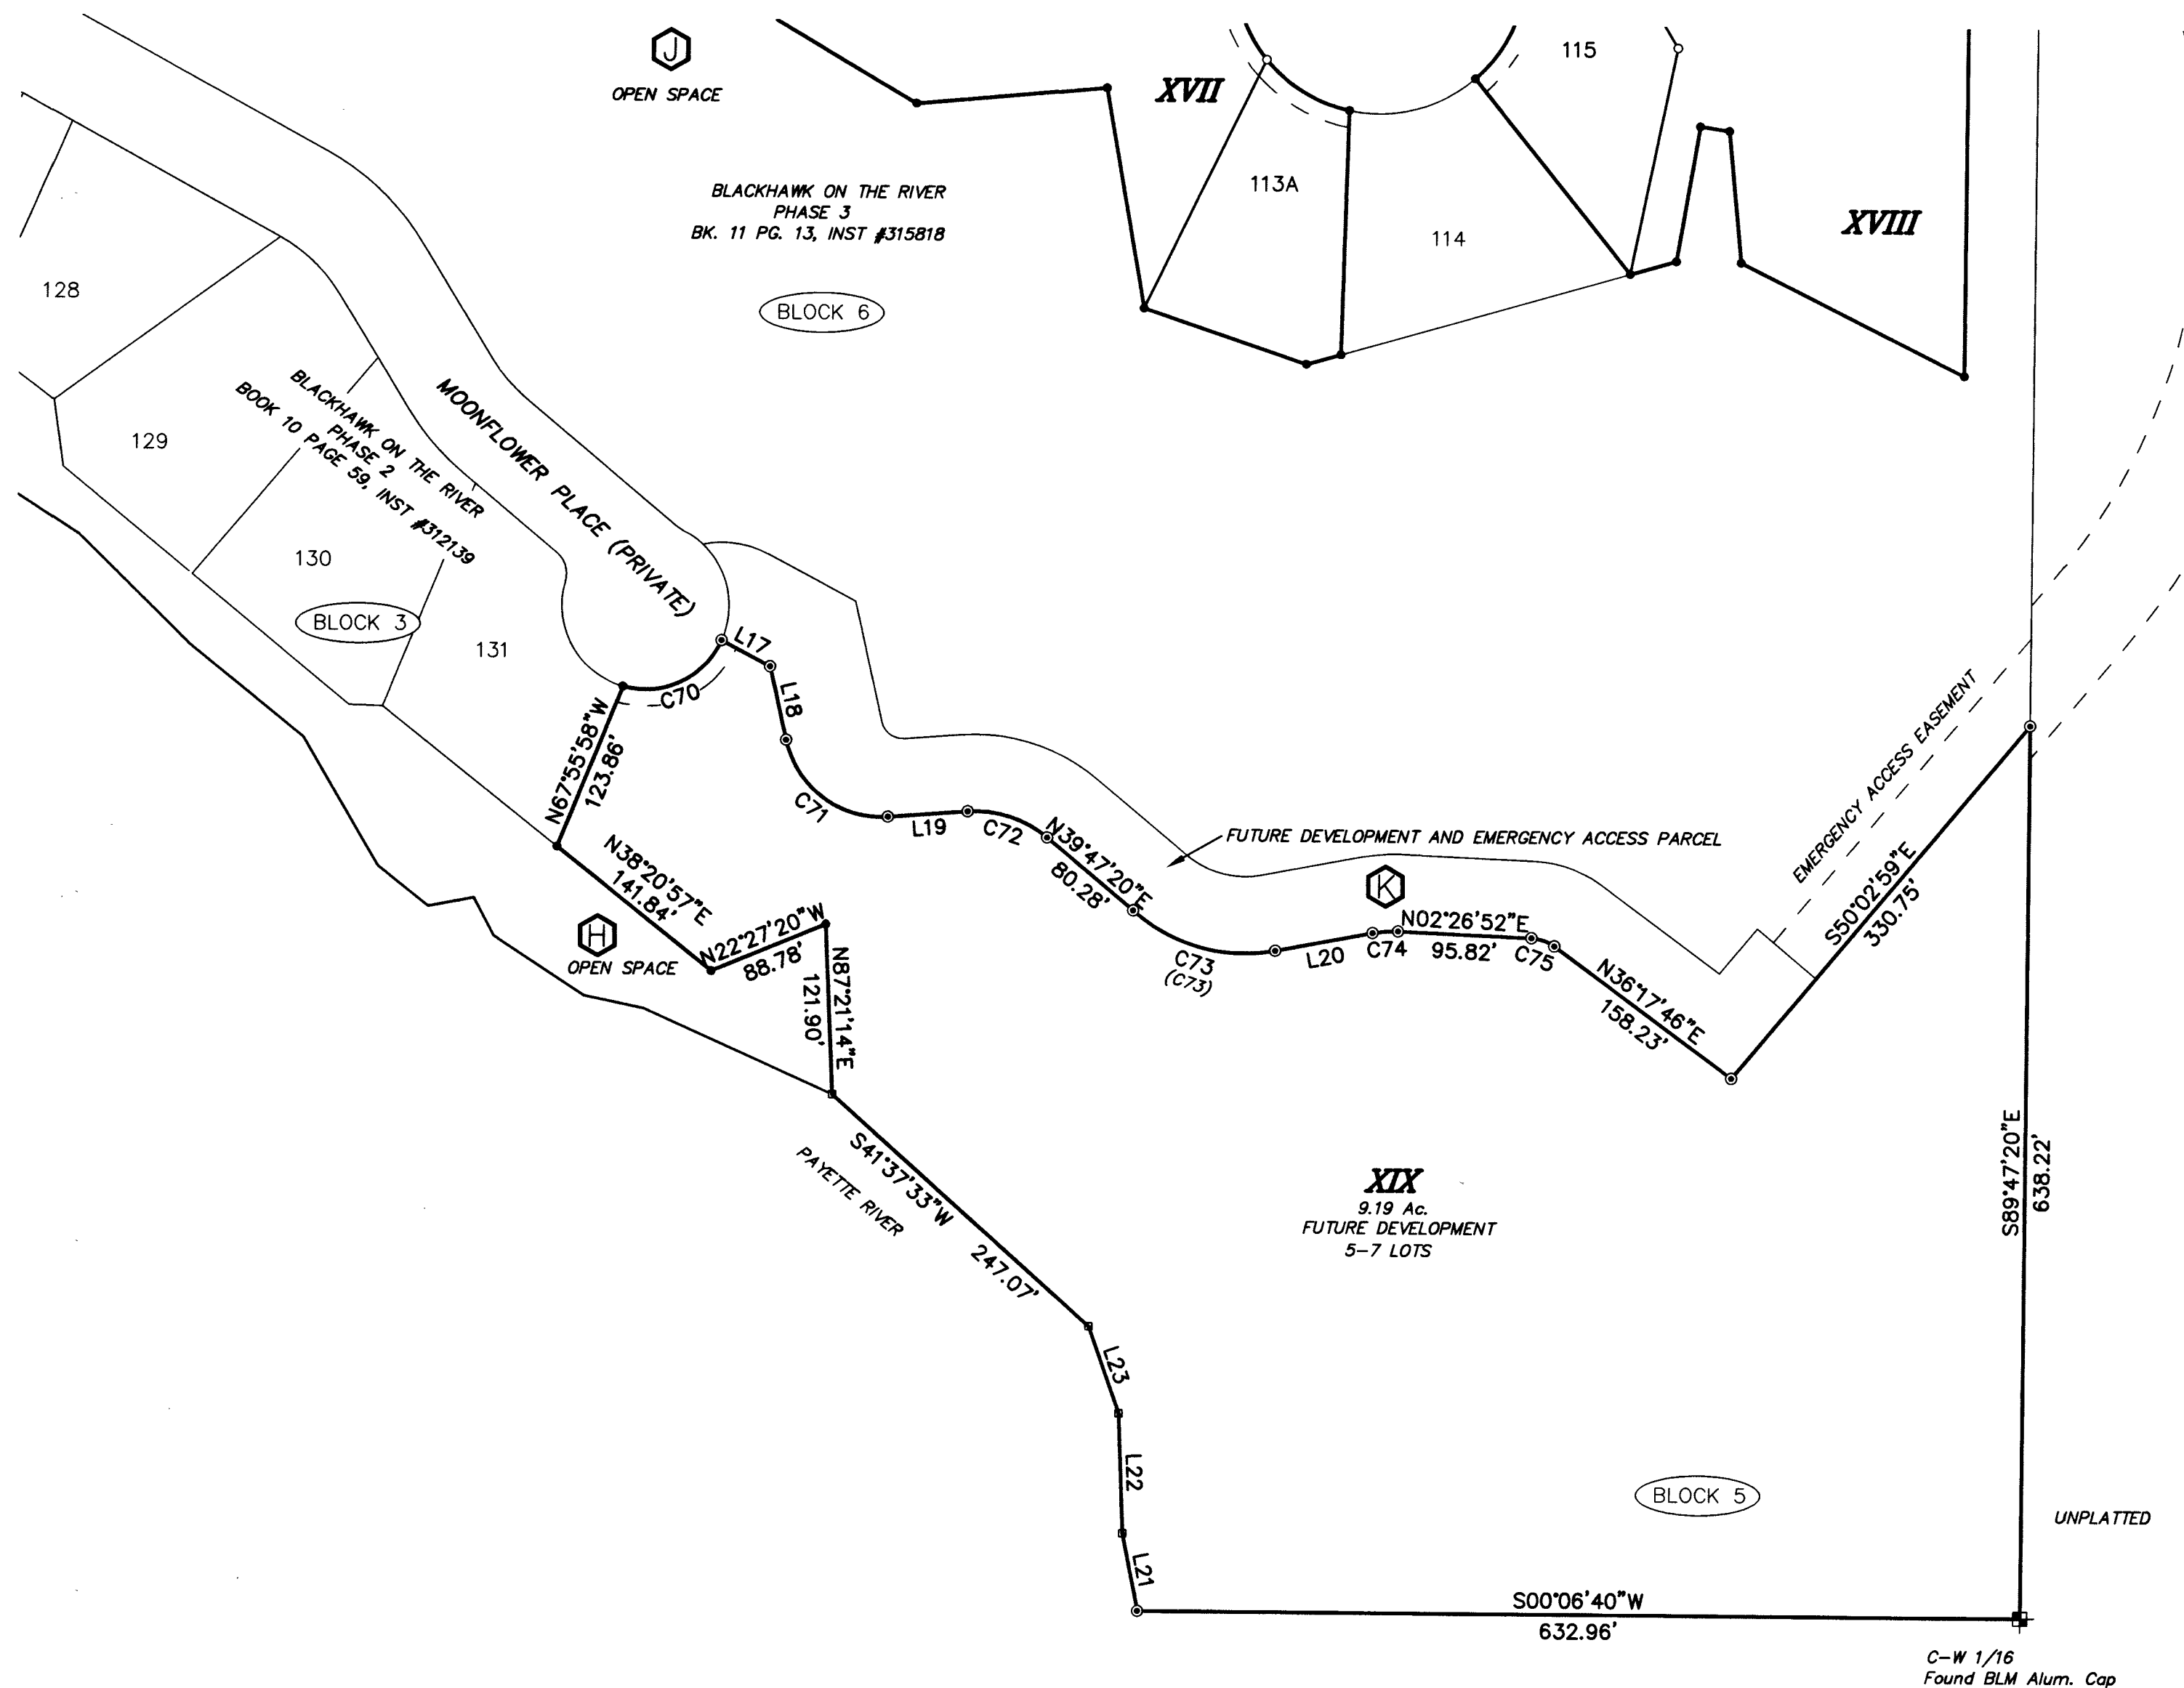 J
OPEN SPACE
XVII
115
113A
114
XVIII
BLACKHAWK ON THE RIVER
PHASE 3
BK. 11 PG. 13, INST #315818
BLOCK 6
128
129
130
131
BLOCK 3
BLACKHAWK ON THE RIVER
PHASE 2
BOOK 10 PAGE 59, INST #312139
MOONFLOWER PLACE (PRIVATE)
L17
C70
L18
N67°55'58"W
123.86'
C71
L19
C72
N39°47'20"E
80.28'
FUTURE DEVELOPMENT AND EMERGENCY ACCESS PARCEL
K
EMERGENCY ACCESS EASEMENT
S50°02'59"E
330.75'
N38°20'57"E
141.84'
H
OPEN SPACE
N22°27'20"W
88.78'
N87°21'14"E
121.90'
C73
(C73)
L20
C74
N02°26'52"E
95.82'
C75
N36°17'46"E
158.23'
S41°37'33"W
247.07'
PAYETTE RIVER
XIX
9.19 Ac.
FUTURE DEVELOPMENT
5-7 LOTS
S89°47'20"E
638.22'
L23
L22
L21
BLOCK 5
UNPLATTED
S00°06'40"W
632.96'
C-W 1/16
Found BLM Alum. Cap